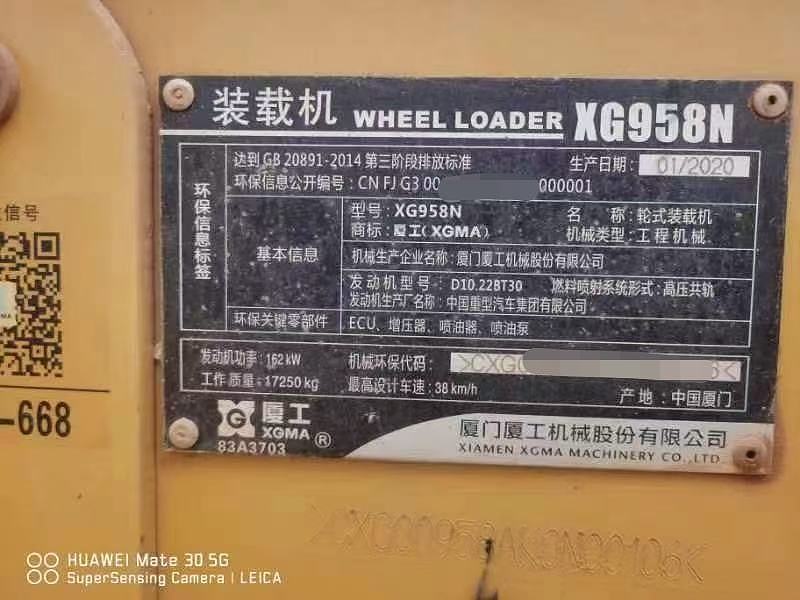 装载机 WHEEL LOADER XG958N
达到GB 20891-2014 第三阶段排放标准 生产日期: 01/2020
环保信息公开编号: CN FJ G3 00 000001
环保信息标签
型号: XG958N 名 称: 轮式装载机
商标: 厦工(XGMA) 机械类型: 工程机械
基本信息
机械生产企业名称: 厦门厦工机械股份有限公司
发动机型号: D10.22BT30 燃料喷射系统形式: 高压共轨
发动机生产厂名称: 中国重型汽车集团有限公司
环保关键零部件 ECU、增压器、喷油器、喷油泵
发动机功率: 162 kW 机械环保代码: >CXG
工作质量: 17250 kg 最高设计车速: 38 km/h
产地: 中国厦门
厦工
XGMA ®
83A3703
厦门厦工机械股份有限公司
XIAMEN XGMA MACHINERY CO., LTD.
信号
XGMA
-668
HUAWEI Mate 30 5G
SuperSensing Camera | LEICA